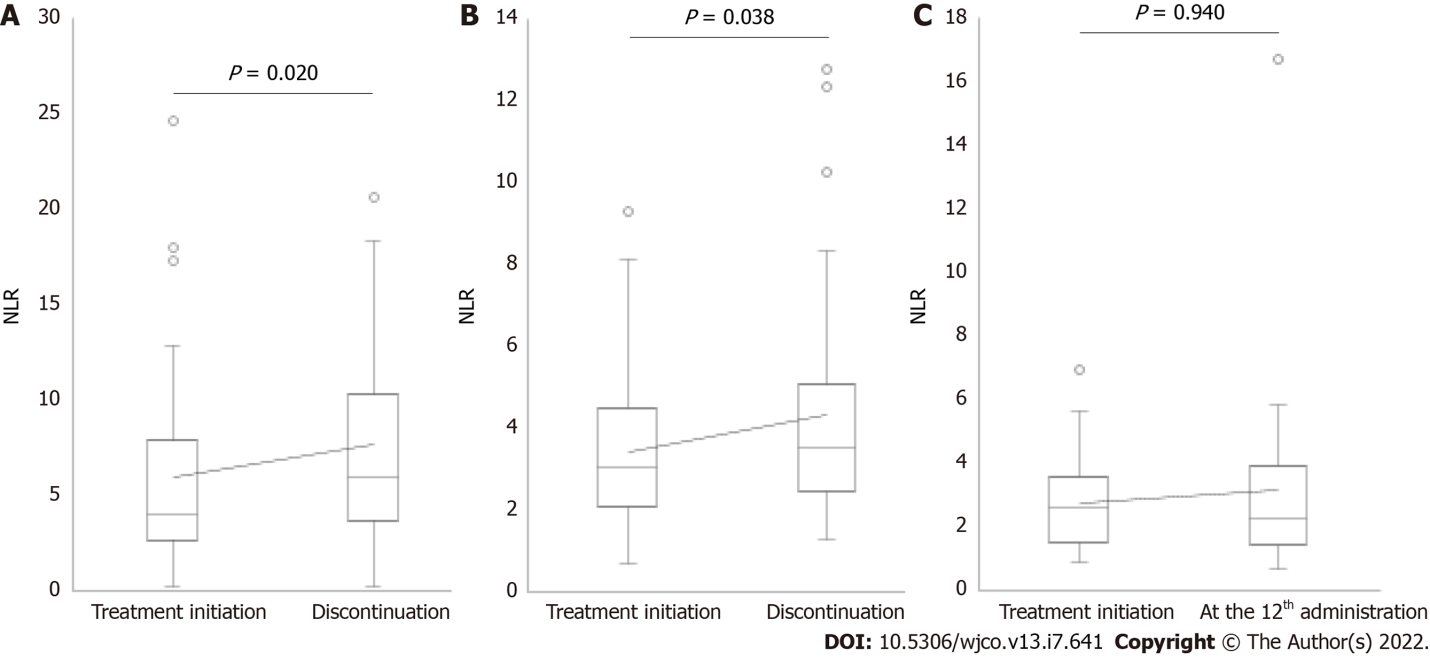 A
30
25
20
15
10
5
0
NLR
P = 0.020
Treatment initiation
Discontinuation
B
14
12
10
8
6
4
2
0
NLR
P = 0.038
Treatment initiation
Discontinuation
C
18
16
14
12
10
8
6
4
2
0
NLR
P = 0.940
Treatment initiation
At the 12th administration
DOI: 10.5306/wjco.v13.i7.641 Copyright © The Author(s) 2022.